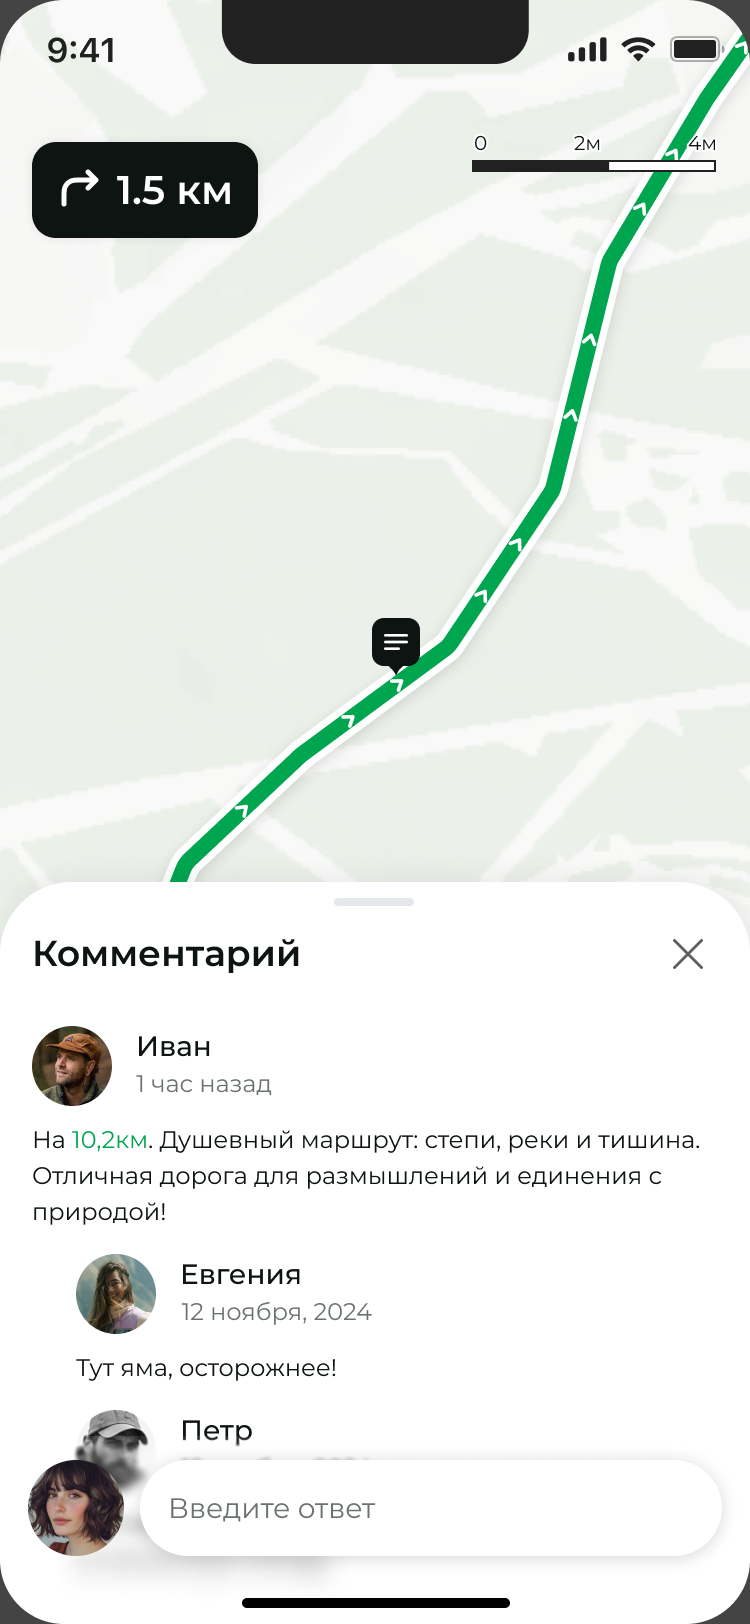 9:41
0 2м 4м
1.5 км
Комментарий
Иван
1 час назад
На 10,2км. Душевный маршрут: степи, реки и тишина.
Отличная дорога для размышлений и единения с
природой!
Евгения
12 ноября, 2024
Тут яма, осторожнее!
Петр
Введите ответ